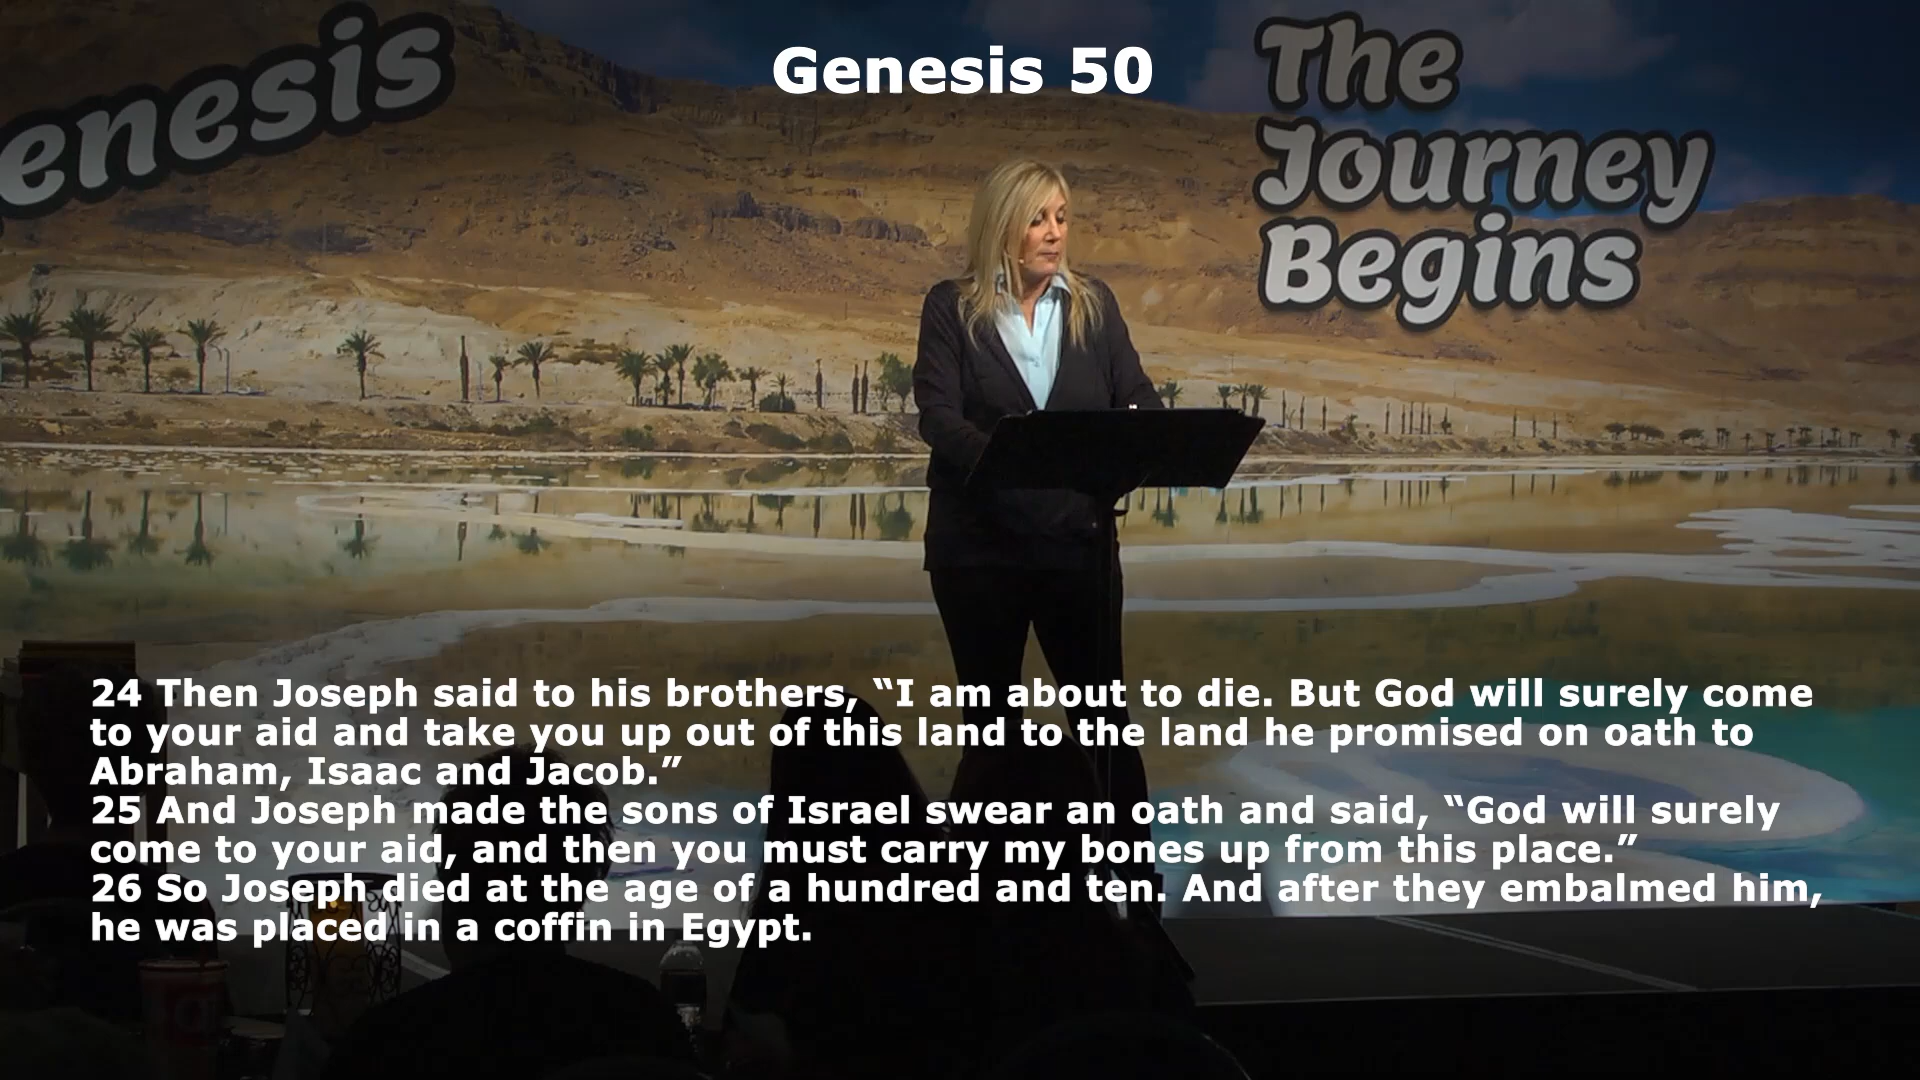 Genesis 50
enesis
The
Journey
Begins
24 Then Joseph said to his brothers, “I am about to die. But God will surely come
to your aid and take you up out of this land to the land he promised on oath to
Abraham, Isaac and Jacob.”
25 And Joseph made the sons of Israel swear an oath and said, “God will surely
come to your aid, and then you must carry my bones up from this place.”
26 So Joseph died at the age of a hundred and ten. And after they embalmed him,
he was placed in a coffin in Egypt.